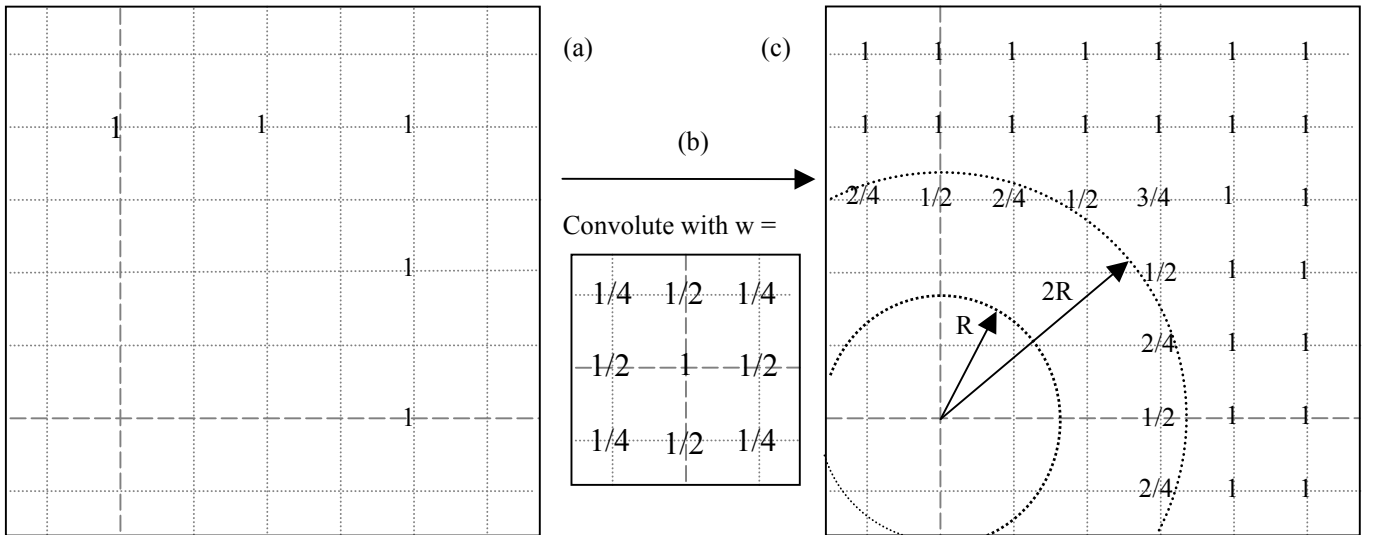 (a) (c)
1 1 1 1 1 1 1
1 1 1
1 1 1 1 1 1 1
(b)
2/4 1/2 2/4 1/2 3/4 1 1
Convolute with w =
1
1/2 1 1
1/4 1/2 1/4
2R
R
2/4 1 1
1/2 1 1/2
1
1/2 1 1
1/4 1/2 1/4
2/4 1 1